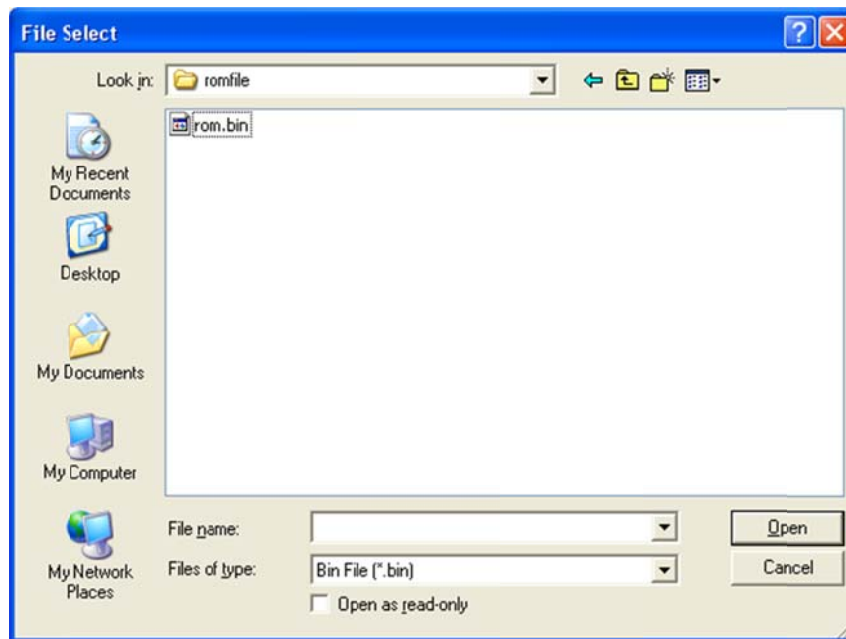 File Select
Look in: romfile
rom.bin
My Recent
Documents
Desktop
My Documents
My Computer
My Network
Places
File name:
Open
Files of type: Bin File (*.bin)
Cancel
Open as read-only